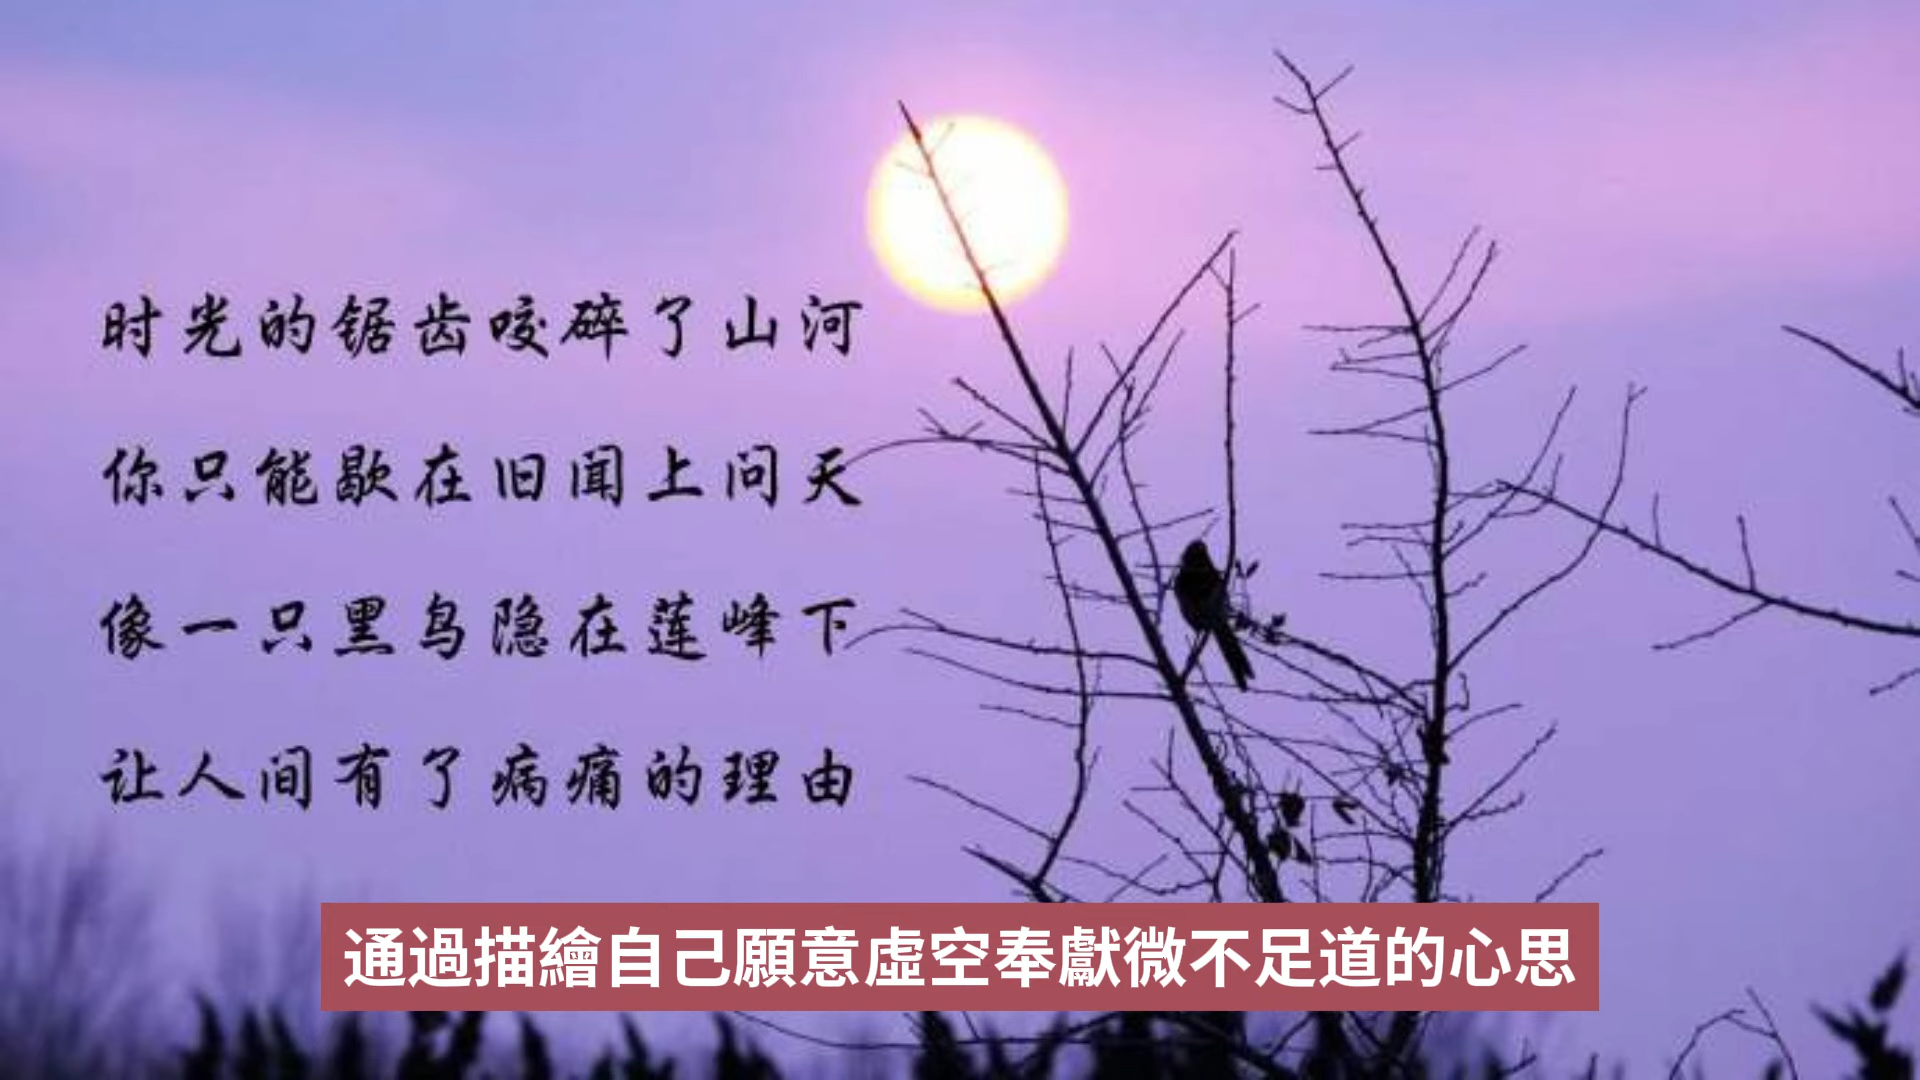 时光的锯齿咬碎了山河
你只能歇在旧闻上问天
像一只黑鸟隐在莲峰下
让人间有了病痛的理由
通過描繪自己願意虛空奉獻微不足道的心思